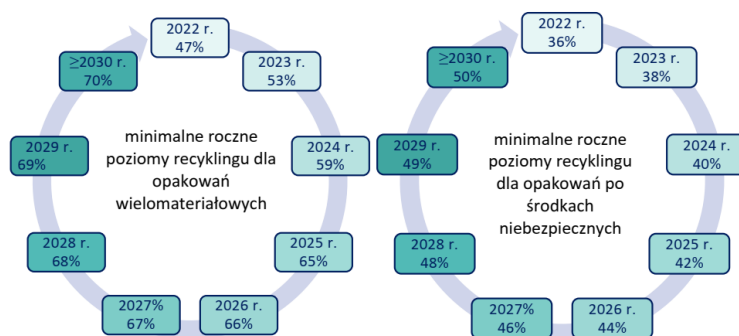 2022 r.
47%
2023 r.
53%
2024 r.
59%
2025 r.
65%
2026 r.
66%
2027%
67%
2028 r.
68%
2029 r.
69%
≥2030 r.
70%
minimalne roczne
poziomy recyklingu dla
opakowań
wielomateriałowych
2022 r.
36%
2023 r.
38%
2024 r.
40%
2025 r.
42%
2026 r.
44%
2027%
46%
2028 r.
48%
2029 r.
49%
≥2030 r.
50%
minimalne roczne
poziomy recyklingu
dla opakowań po
środkach
niebezpiecznych